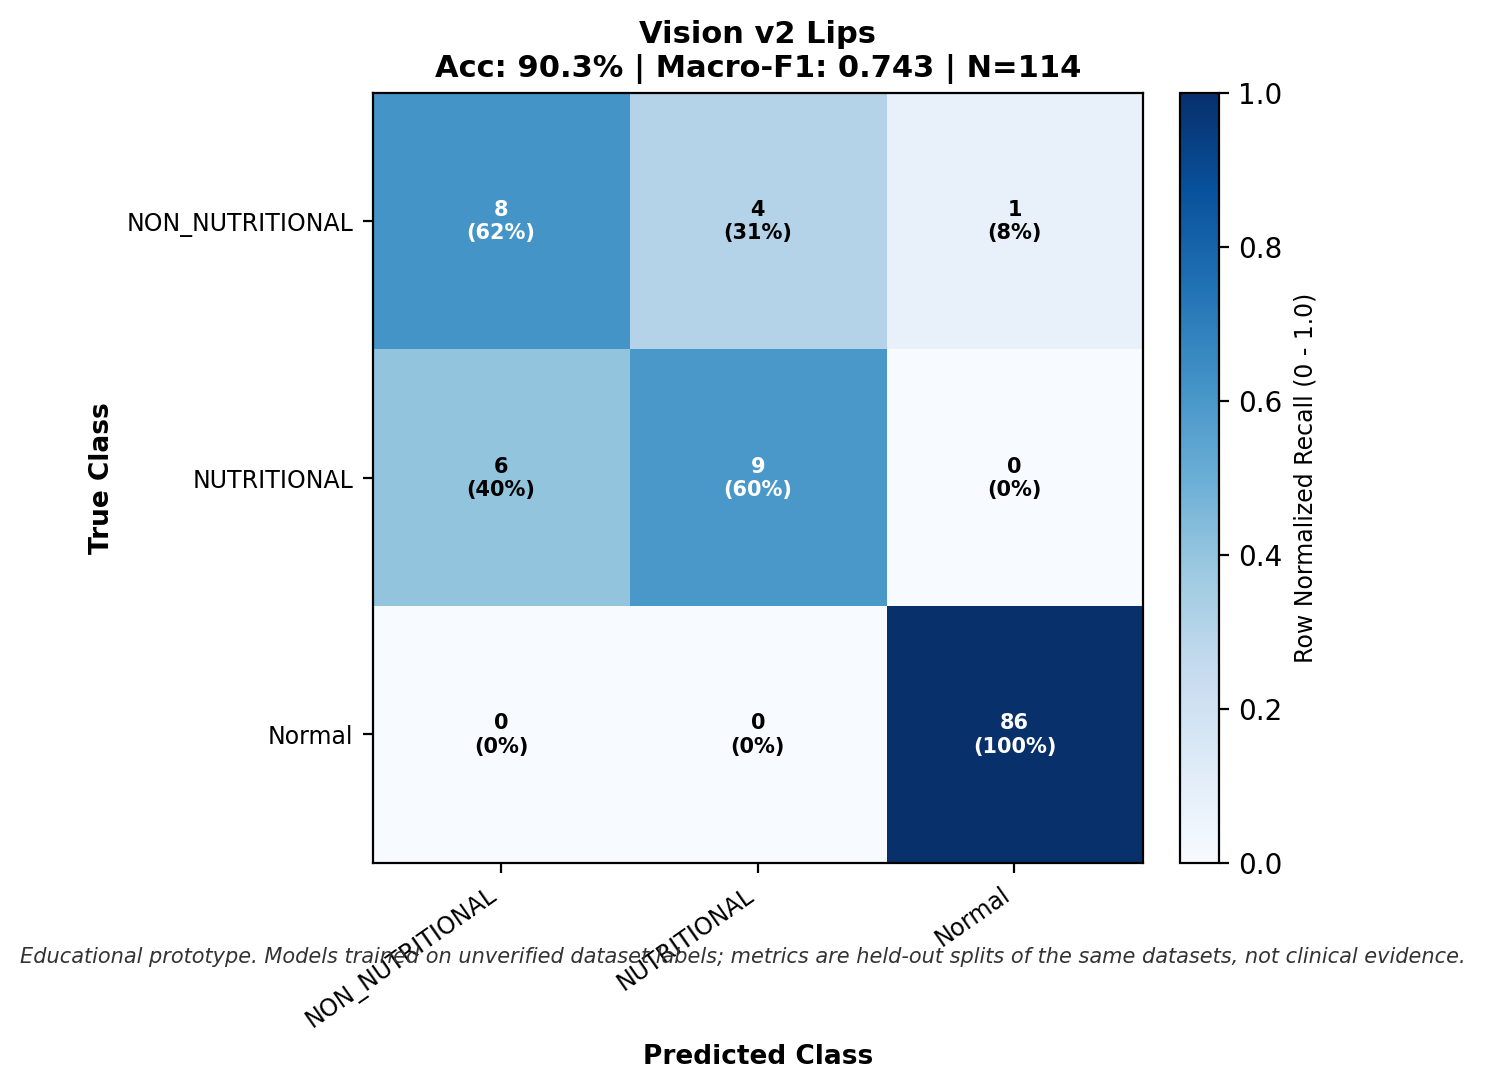 Vision v2 Lips
Acc: 90.3% | Macro-F1: 0.743 | N=114
True Class
NON_NUTRITIONAL
8
(62%)
4
(31%)
1
(8%)
NUTRITIONAL
6
(40%)
9
(60%)
0
(0%)
Normal
0
(0%)
0
(0%)
86
(100%)
1.0
0.8
0.6
0.4
0.2
0.0
Row Normalized Recall (0 - 1.0)
NON_NUTRITIONAL
NUTRITIONAL
Normal
Educational prototype. Models trained on unverified dataset labels; metrics are held-out splits of the same datasets, not clinical evidence.
Predicted Class